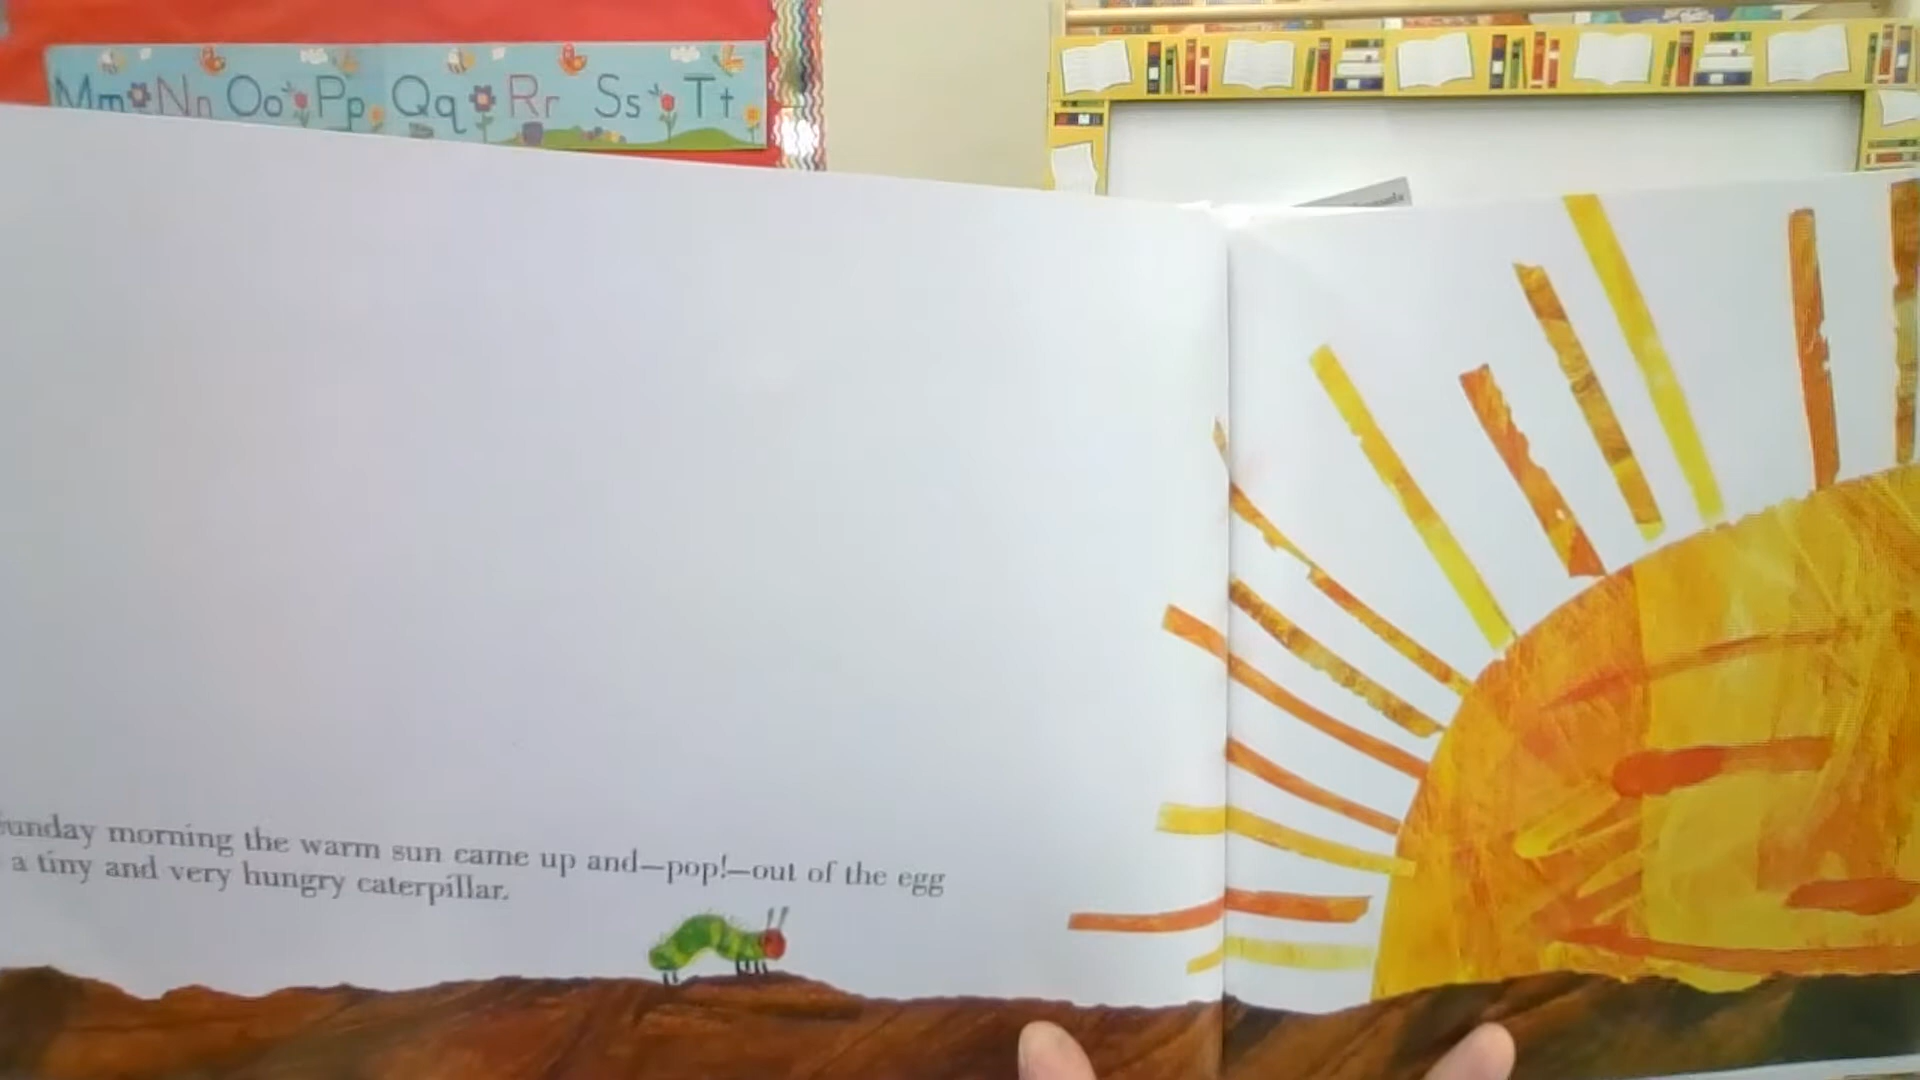 Mm Nn Oo Pp Qq Rr Ss Tt
Sunday morning the warm sun came up and—pop!—out of the egg
a tiny and very hungry caterpillar.